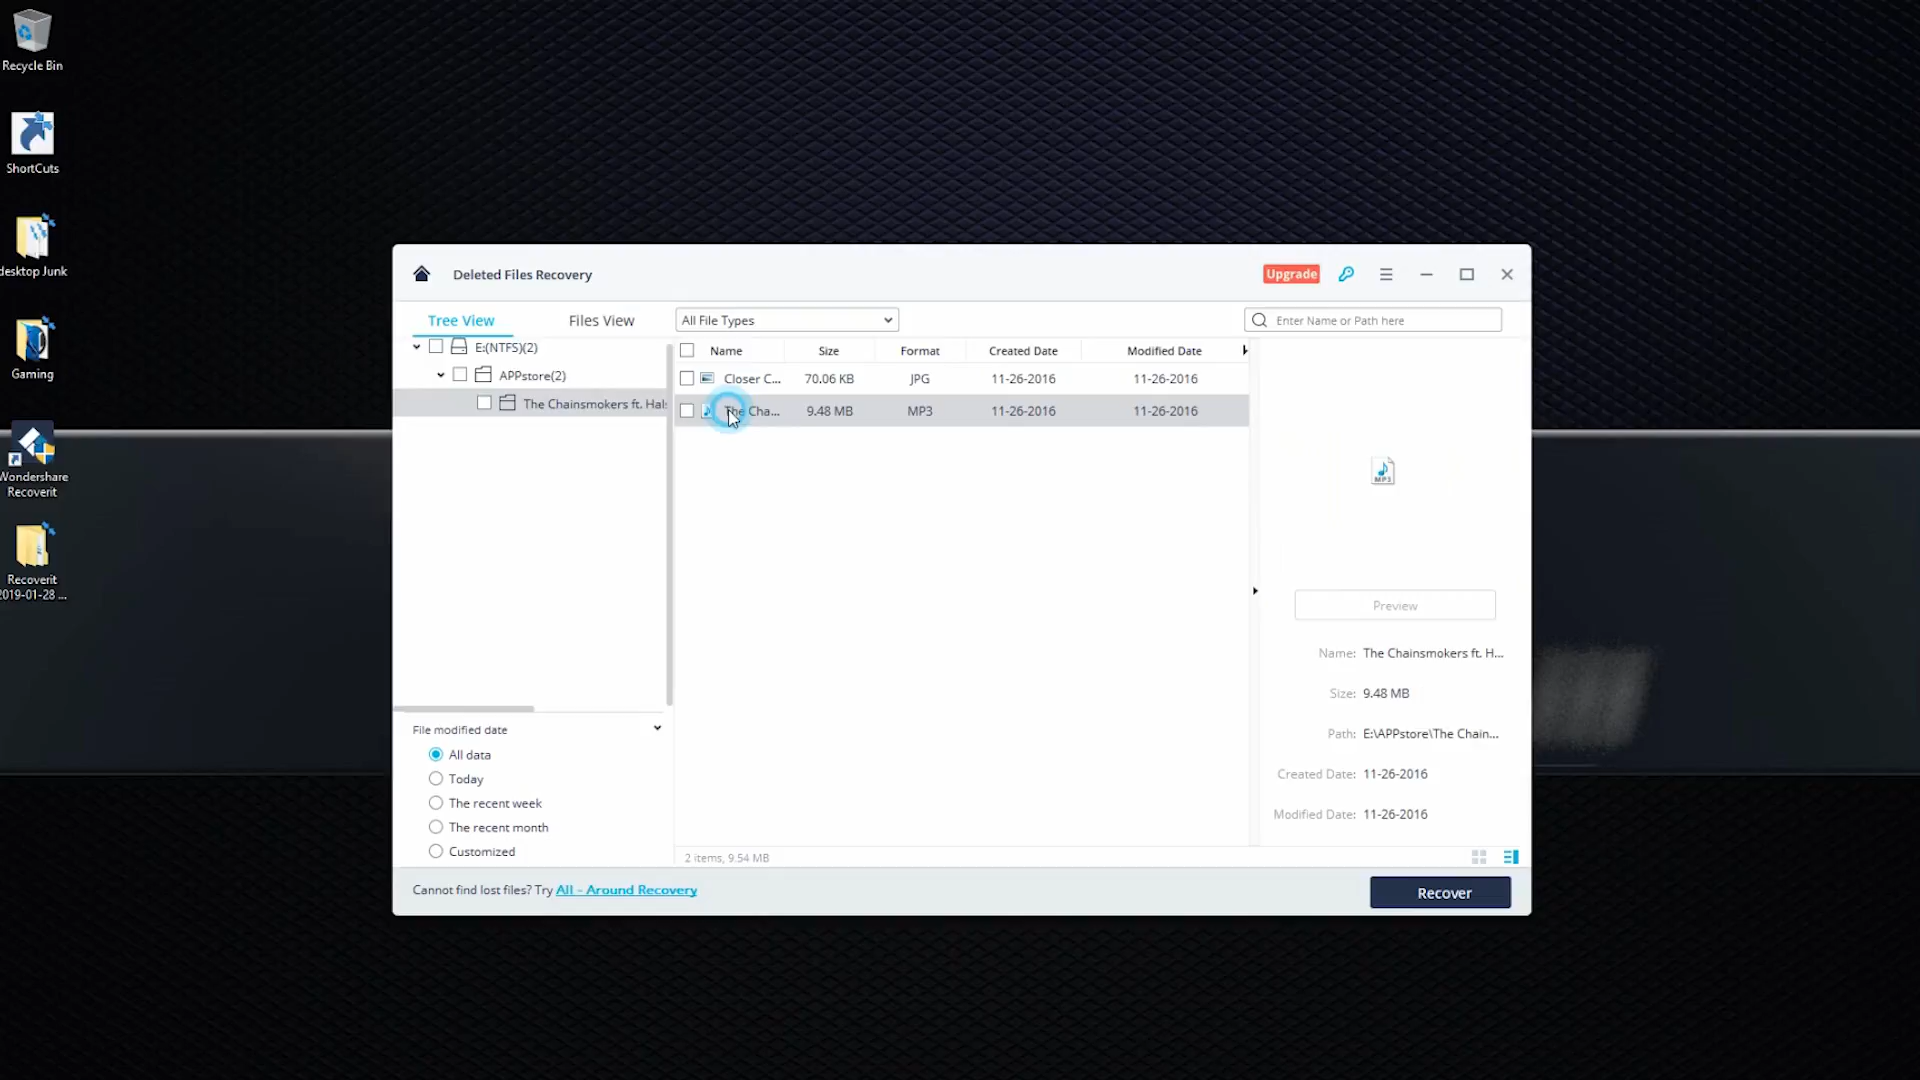 Recycle Bin
ShortCuts
desktop Junk
Gaming
Wondershare
Recoverit
Recoverit
2019-01-28 ...
Deleted Files Recovery
Upgrade
Tree View
Files View
All File Types
Enter Name or Path here
E:(NTFS)(2)
APPstore(2)
The Chainsmokers ft. Hal
Name Size Format Created Date Modified Date
Closer C... 70.06 KB JPG 11-26-2016 11-26-2016
The Cha... 9.48 MB MP3 11-26-2016 11-26-2016
MP3
Preview
Name: The Chainsmokers ft. H...
Size: 9.48 MB
Path: E:\APPstore\The Chain...
Created Date: 11-26-2016
Modified Date: 11-26-2016
File modified date
All data
Today
The recent week
The recent month
Customized
2 items, 9.54 MB
Cannot find lost files? Try All - Around Recovery
Recover